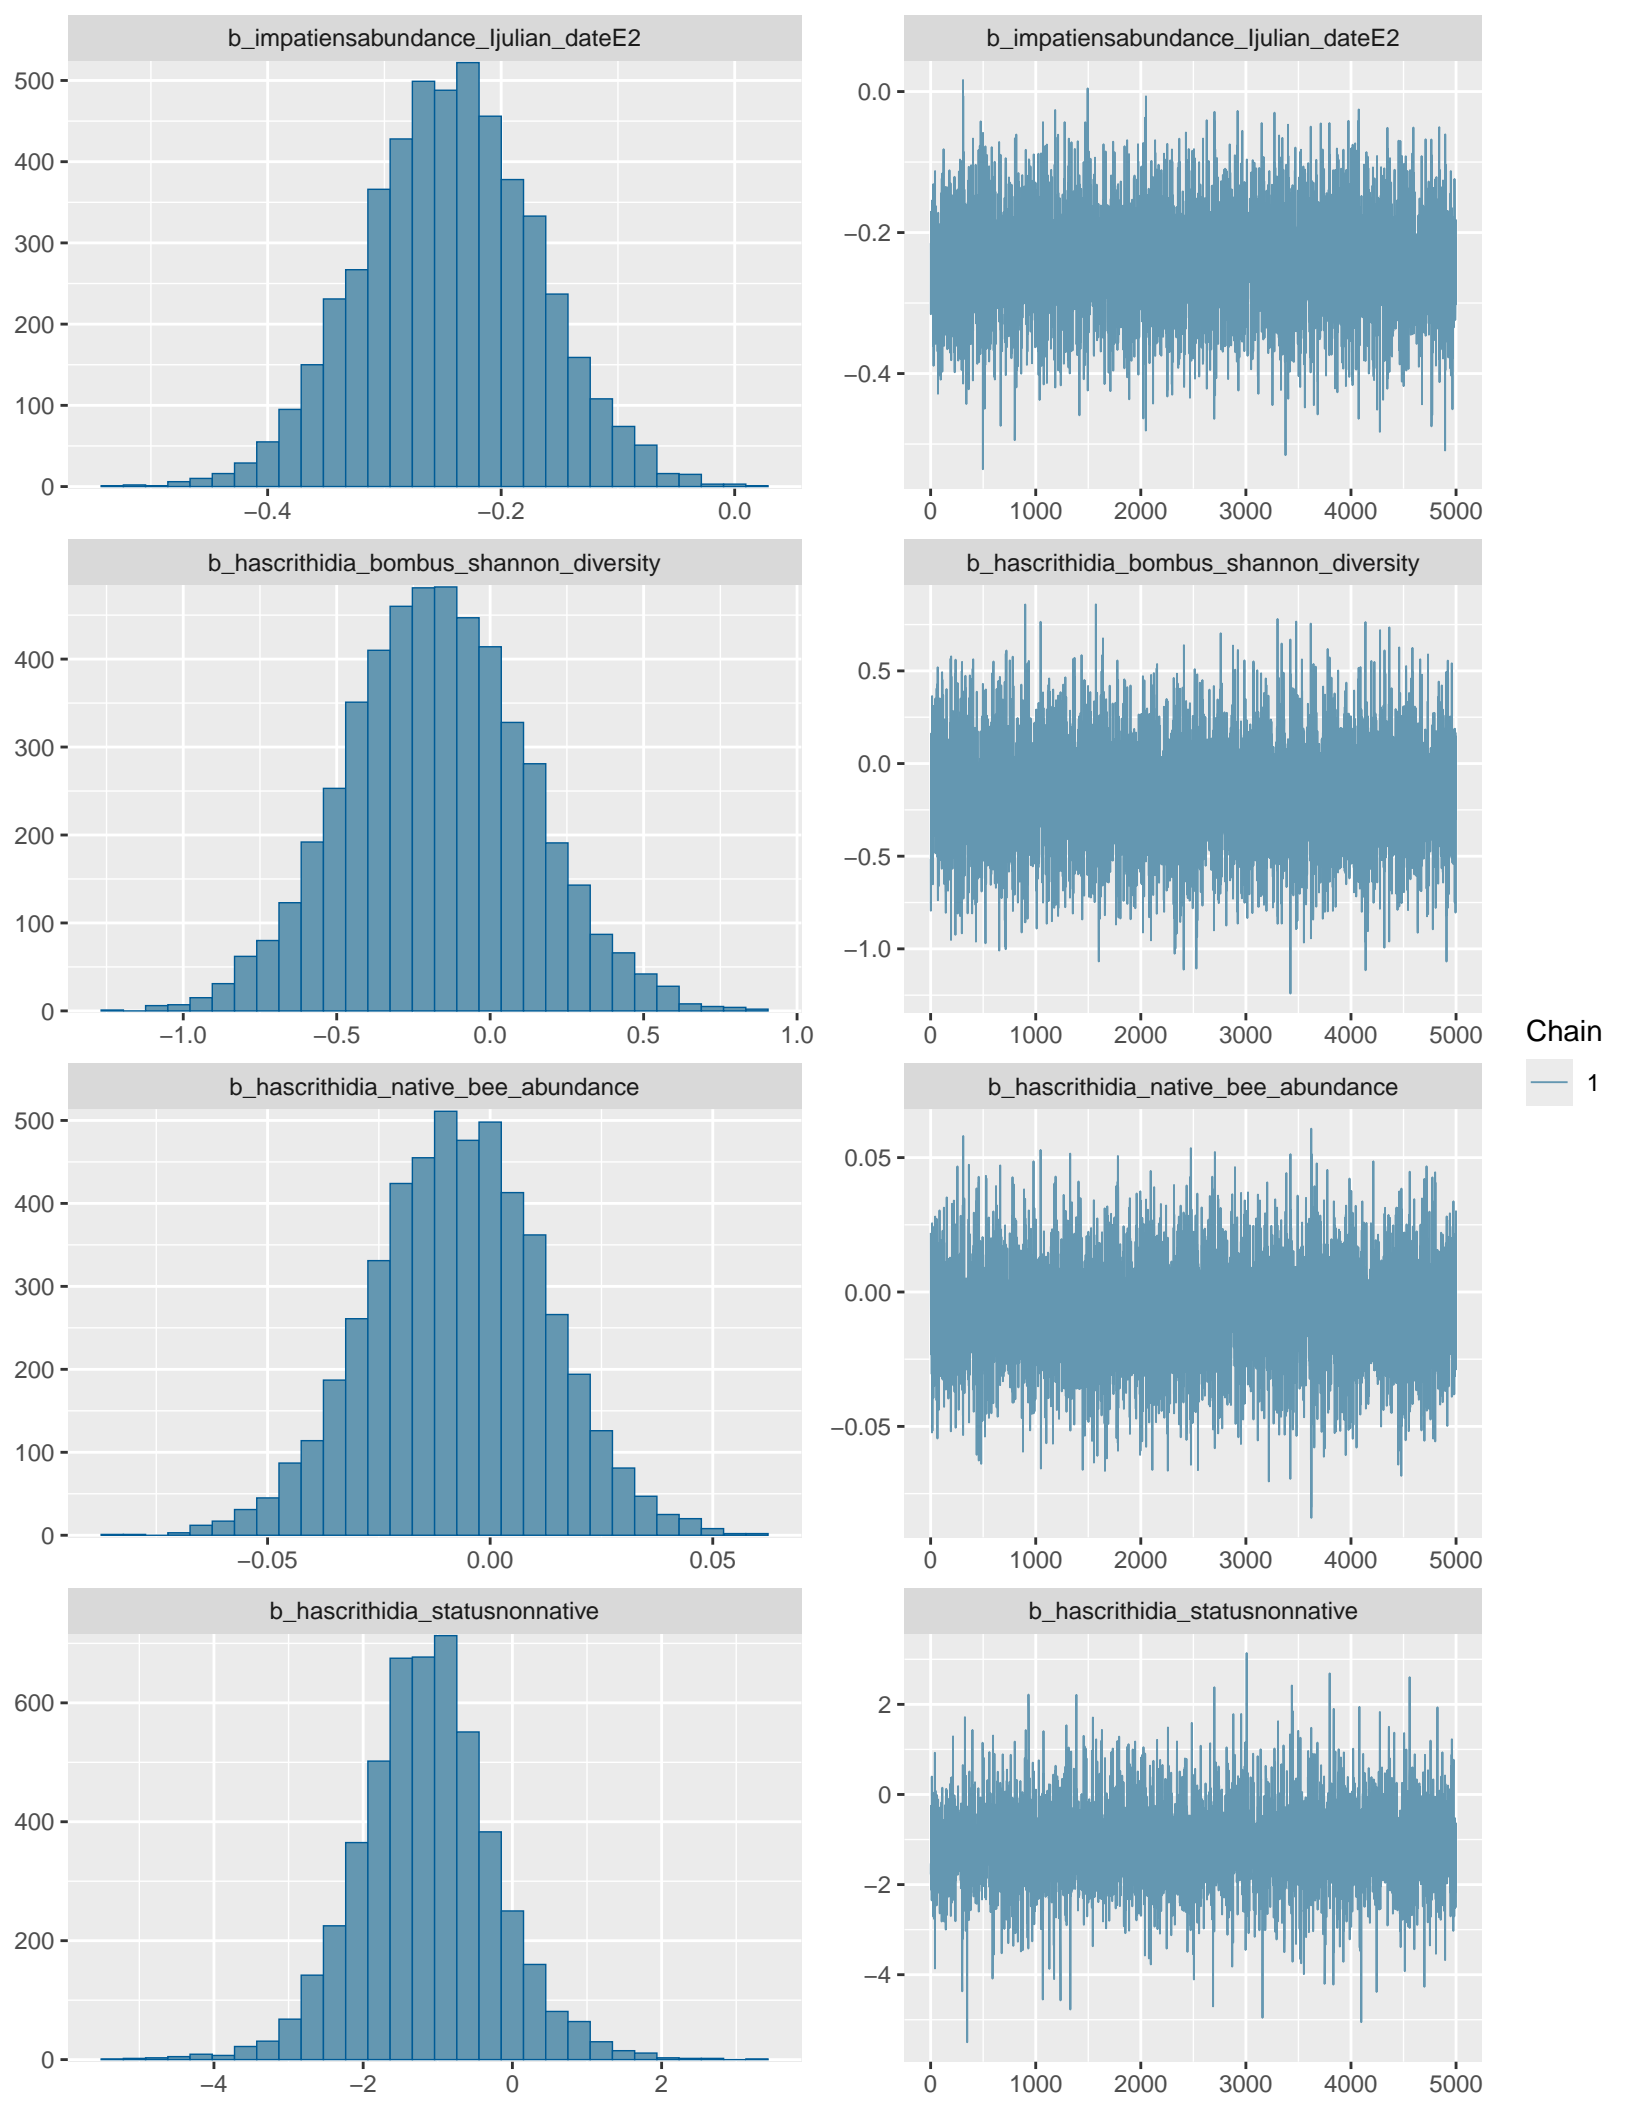 b_impatiensabundance_Ijulian_dateE2
b_impatiensabundance_Ijulian_dateE2
500
400
300
200
100
0
−0.4 −0.2 0.0
0.0
−0.2
−0.4
0 1000 2000 3000 4000 5000
b_hascrithidia_bombus_shannon_diversity
b_hascrithidia_bombus_shannon_diversity
400
300
200
100
0
−1.0 −0.5 0.0 0.5 1.0
0.5
0.0
−0.5
−1.0
0 1000 2000 3000 4000 5000
Chain
1
b_hascrithidia_native_bee_abundance
b_hascrithidia_native_bee_abundance
500
400
300
200
100
0
−0.05 0.00 0.05
0.05
0.00
−0.05
0 1000 2000 3000 4000 5000
b_hascrithidia_statusnonnative
b_hascrithidia_statusnonnative
600
400
200
0
−4 −2 0 2
2
0
−2
−4
0 1000 2000 3000 4000 5000